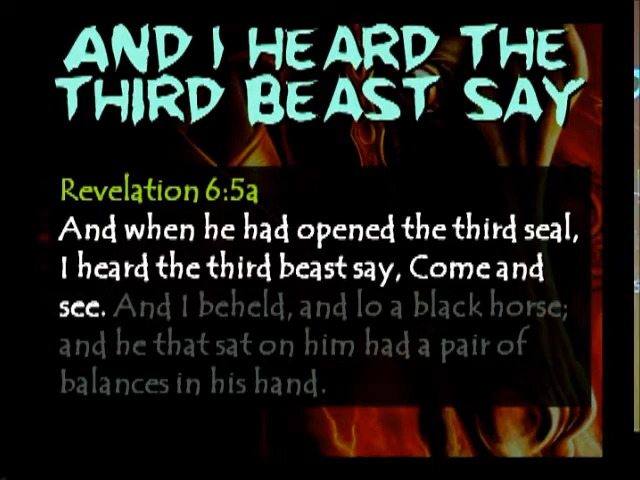 AND I HEARD THE
THIRD BEAST SAY
Revelation 6:5a
And when he had opened the third seal,
I heard the third beast say, Come and
see. And I beheld, and lo a black horse;
and he that sat on him had a pair of
balances in his hand.